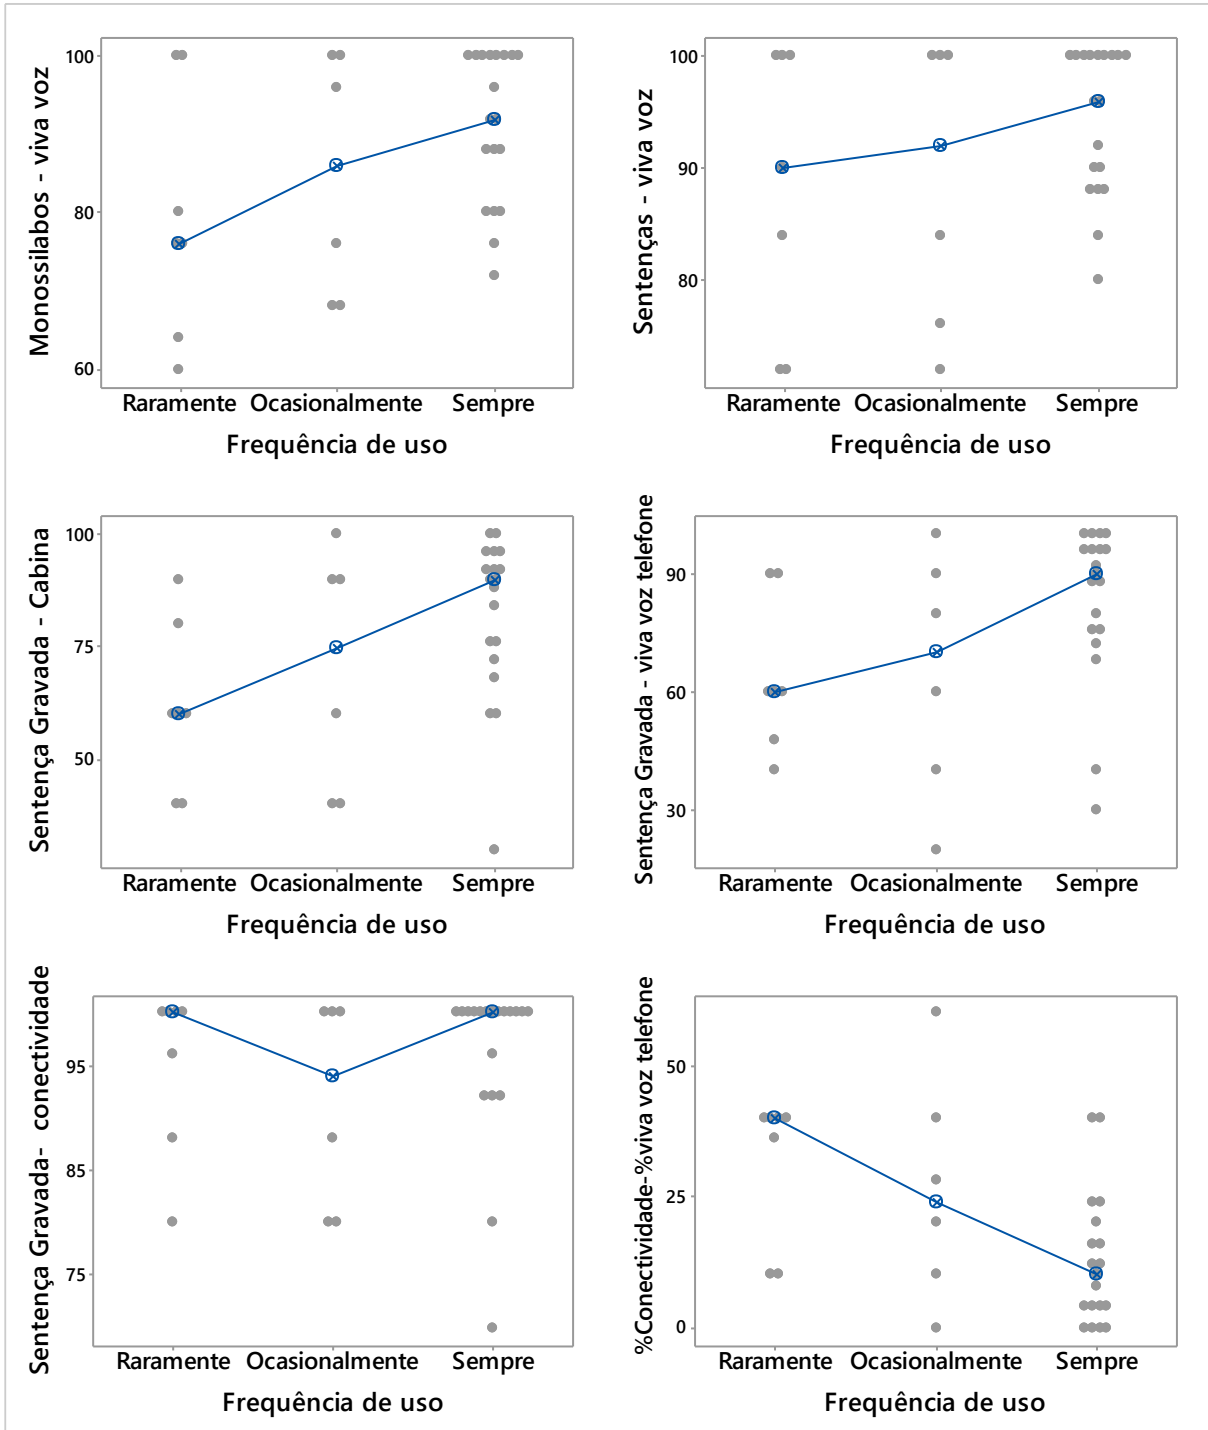 Monossilabos - viva voz
100
80
60
Raramente Ocasionalmente Sempre
Frequência de uso
Sentenças - viva voz
100
90
80
Raramente Ocasionalmente Sempre
Frequência de uso
Sentença Gravada - Cabina
100
75
50
Raramente Ocasionalmente Sempre
Frequência de uso
Sentença Gravada - viva voz telefone
90
60
30
Raramente Ocasionalmente Sempre
Frequência de uso
Sentença Gravada- conectividade
95
85
75
Raramente Ocasionalmente Sempre
Frequência de uso
%Conectividade-%viva voz telefone
50
25
0
Raramente Ocasionalmente Sempre
Frequência de uso